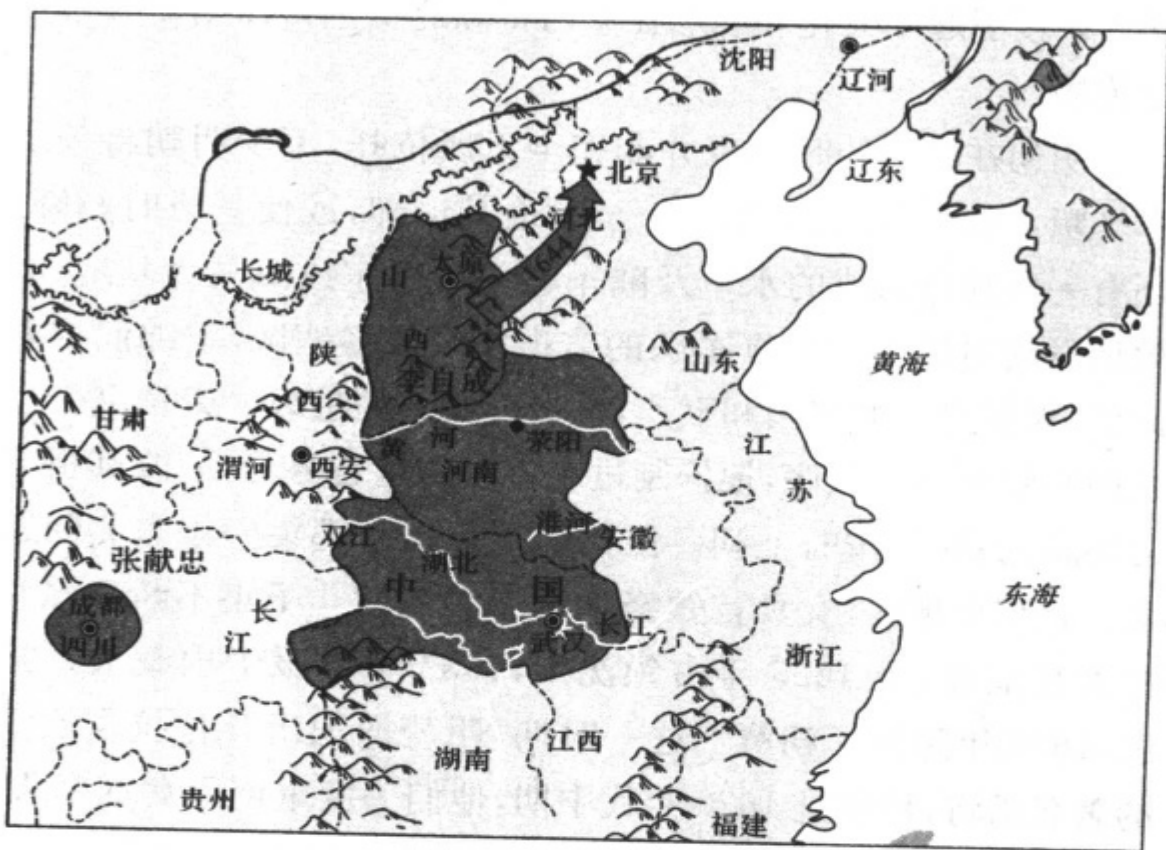 沈阳
辽河
北京
辽东
河北
1644
长城
山西
太原
陕西
李自成
山东
黄海
甘肃
渭河
西安
黄河
荥阳
河南
江苏
双江
淮河
安徽
湖北
张献忠
中国
东海
成都
四川
长江
武汉
长江
浙江
湖南
江西
贵州
福建